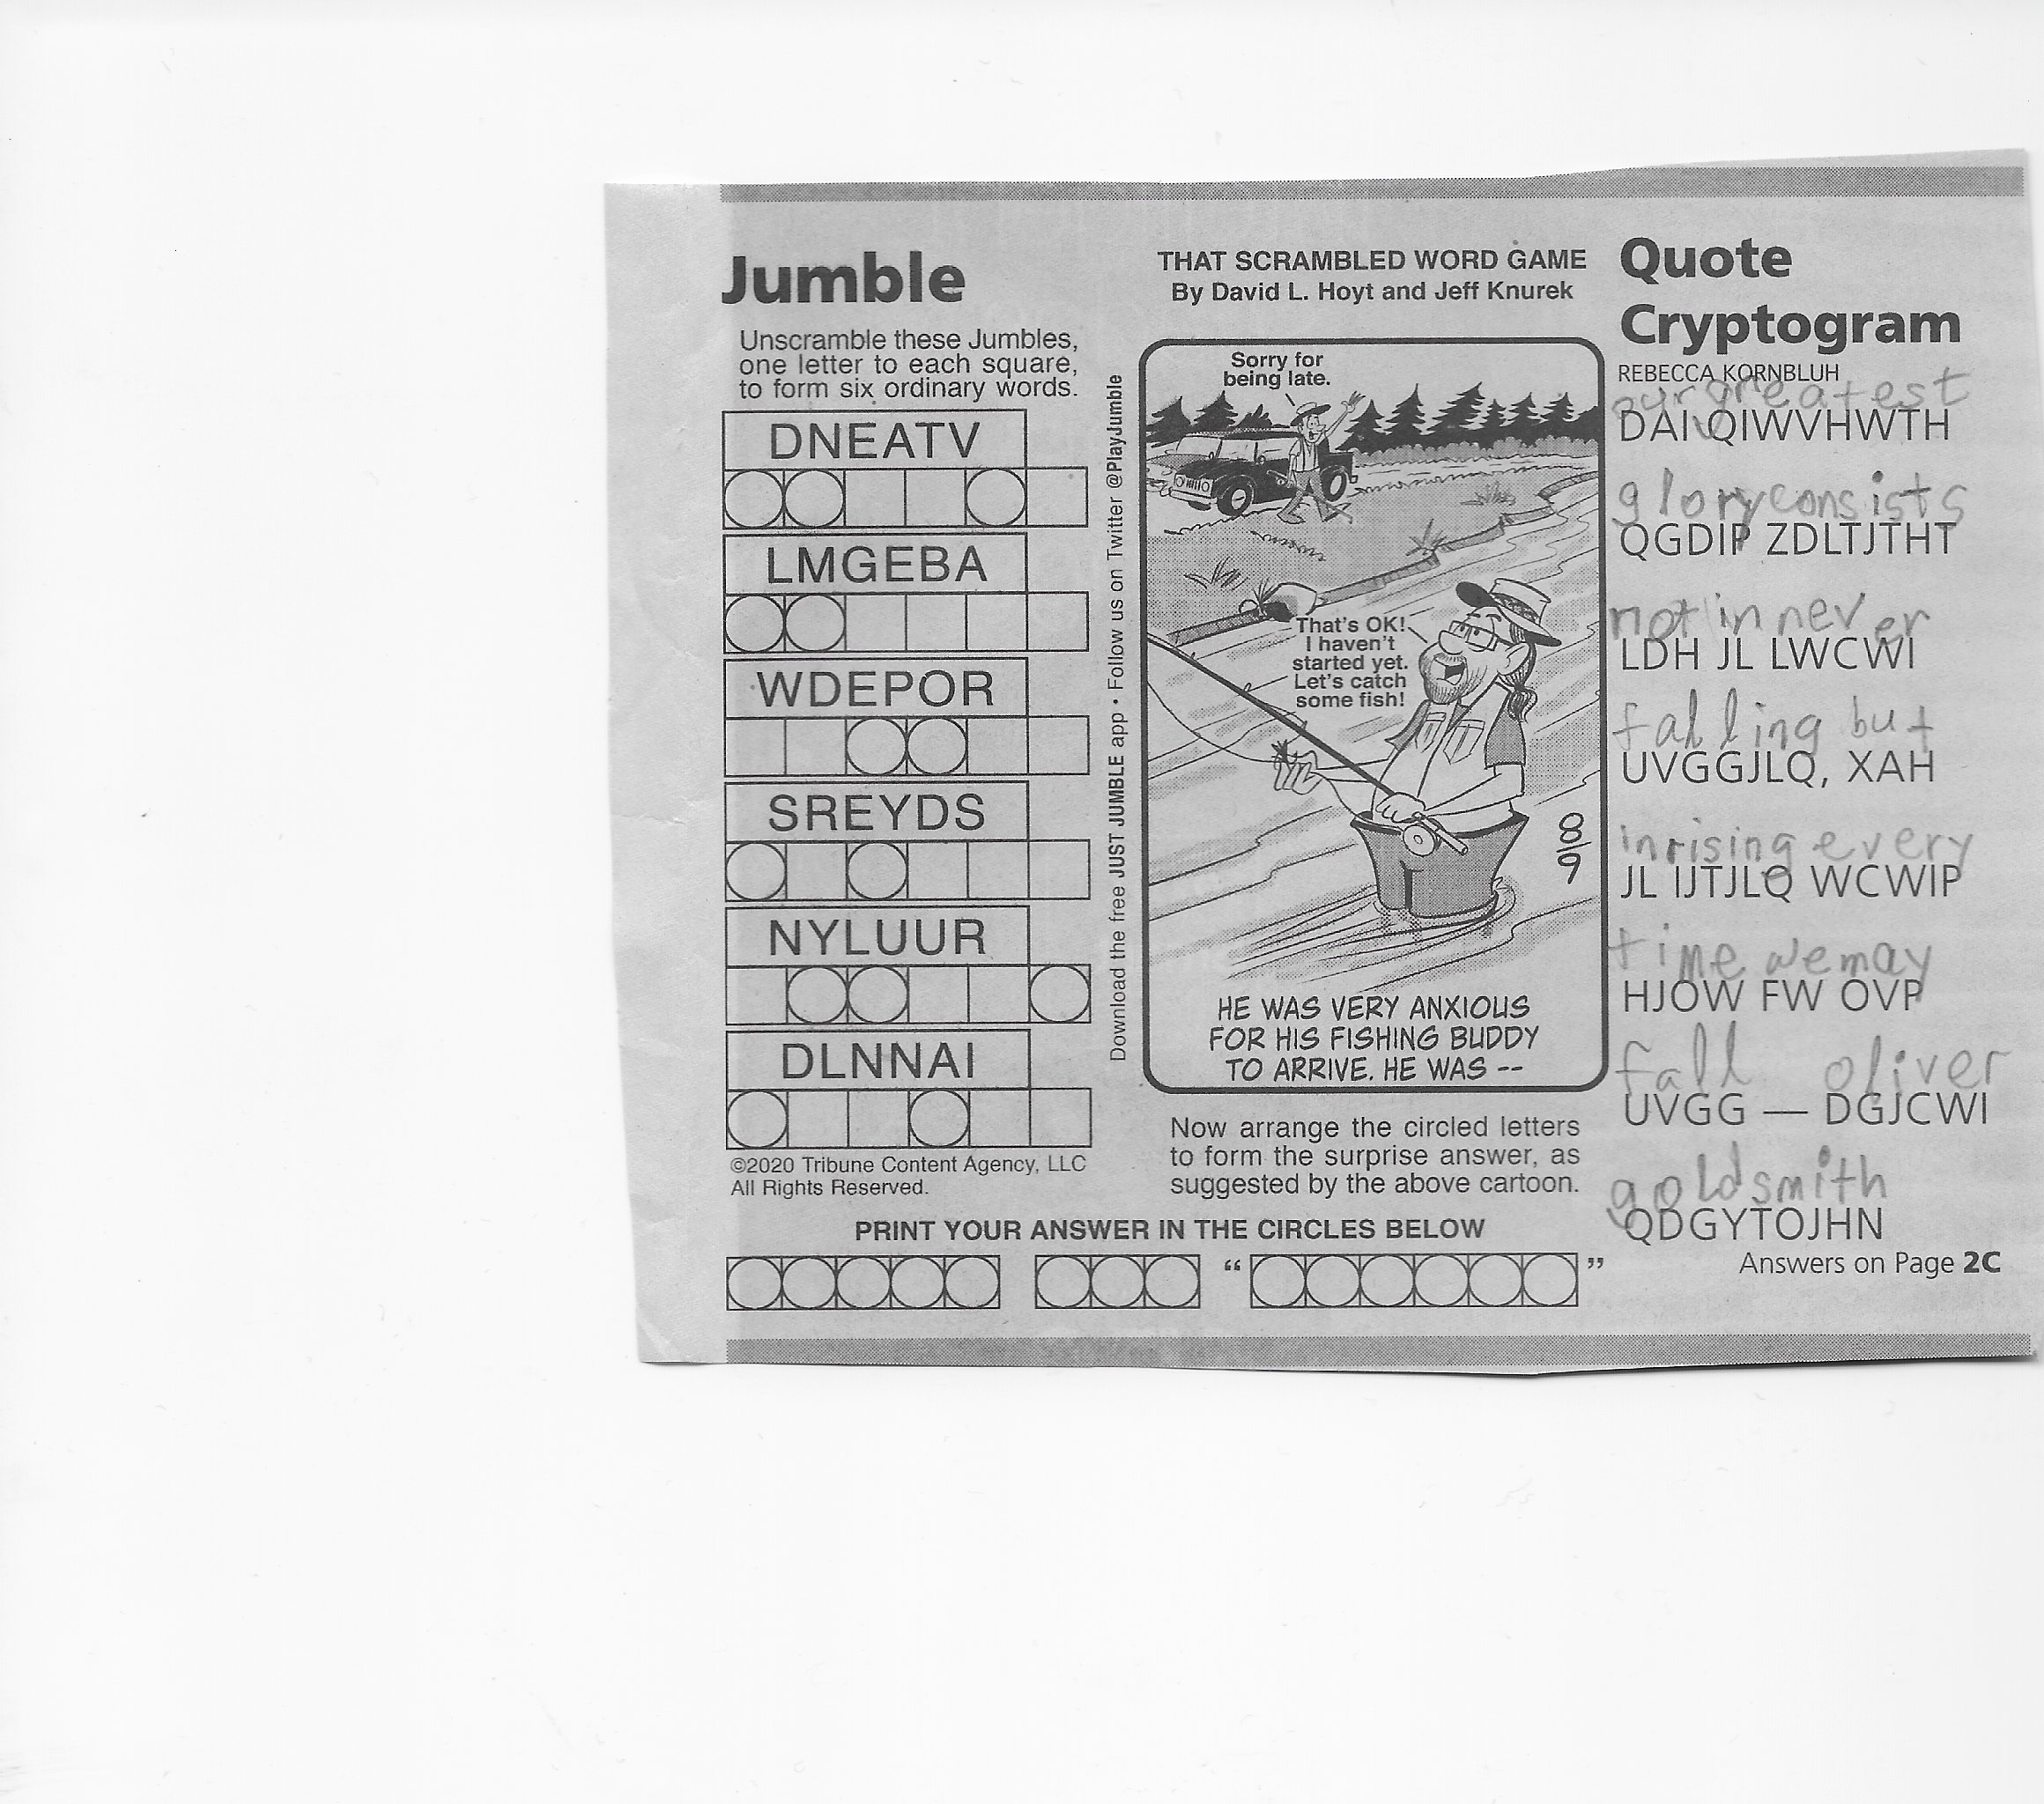 Jumble
THAT SCRAMBLED WORD GAME
By David L. Hoyt and Jeff Knurek
Unscramble these Jumbles,
one letter to each square,
to form six ordinary words.
DNEATV
LMGEBA
WDEPOR
SREYDS
NYLUUR
DLNNAI
©2020 Tribune Content Agency, LLC
All Rights Reserved.
Download the free JUST JUMBLE app • Follow us on Twitter @PlayJumble
Sorry for
being late.
That's OK!
I haven't
started yet.
Let's catch
some fish!
8/9
HE WAS VERY ANXIOUS
FOR HIS FISHING BUDDY
TO ARRIVE. HE WAS --
Now arrange the circled letters
to form the surprise answer, as
suggested by the above cartoon.
PRINT YOUR ANSWER IN THE CIRCLES BELOW
“ ”
Quote
Cryptogram
REBECCA KORNBLUH
our greatest
DAI QIWVHWTH
glory consists
QGDIP ZDLTJTHT
not in never
LDH JL LWCWI
falling but
UVGGJLQ, XAH
in rising every
JL IJTJLQ WCWIP
time we may
HJOW FW OVP
fall oliver
UVGG — DGJCWI
goldsmith
QDGYTOJHN
Answers on Page 2C